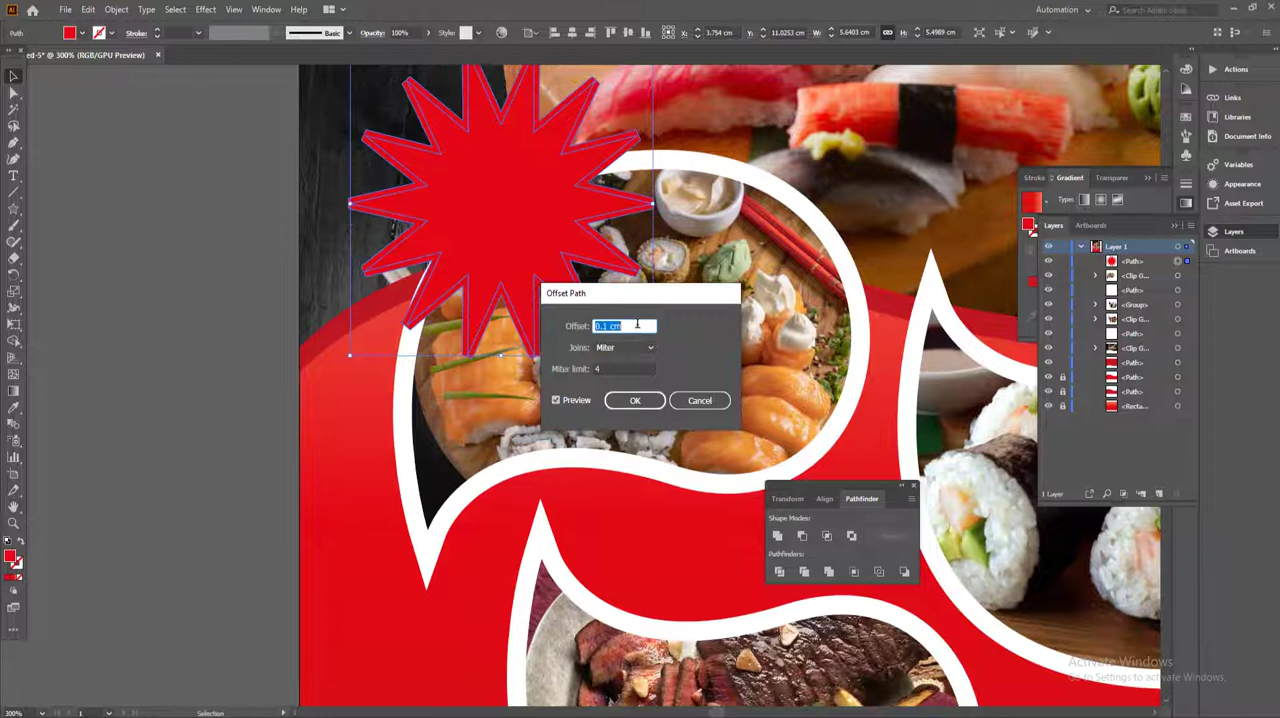 Ai File Edit Object Type Select Effect View Window Help Automation Search Adobe Stock
Path Stroke: Basic Opacity: 100% Style: X: 3.754 cm Y: 11.0253 cm W: 5.6403 cm H: 5.4989 cm
ed-5* @ 300% (RGB/GPU Preview)
Actions
Links
Libraries
Document Info
Variables
Appearance
Asset Export
Layers
Artboards
Stroke Gradient Transparer
Type:
Layers Artboards
Layer 1
<Path>
<Clip G...
<Path>
<Group>
<Clip G...
<Path>
<Clip G...
<Path>
<Path>
<Path>
<Recta...
1 Layer
Offset Path
Offset: 0.1 cm
Joins: Miter
Miter limit: 4
Preview OK Cancel
Transform Align Pathfinder
Shape Modes:
Pathfinders:
Activate Windows
Go to Settings to activate Windows.
300% 1 Selection